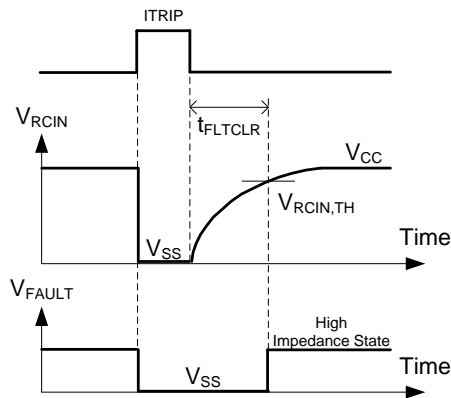 ITRIP
VRCIN
tFLTCLR
VCC
VRCIN,TH
VSS
Time
VFAULT
High
Impedance State
VSS
Time